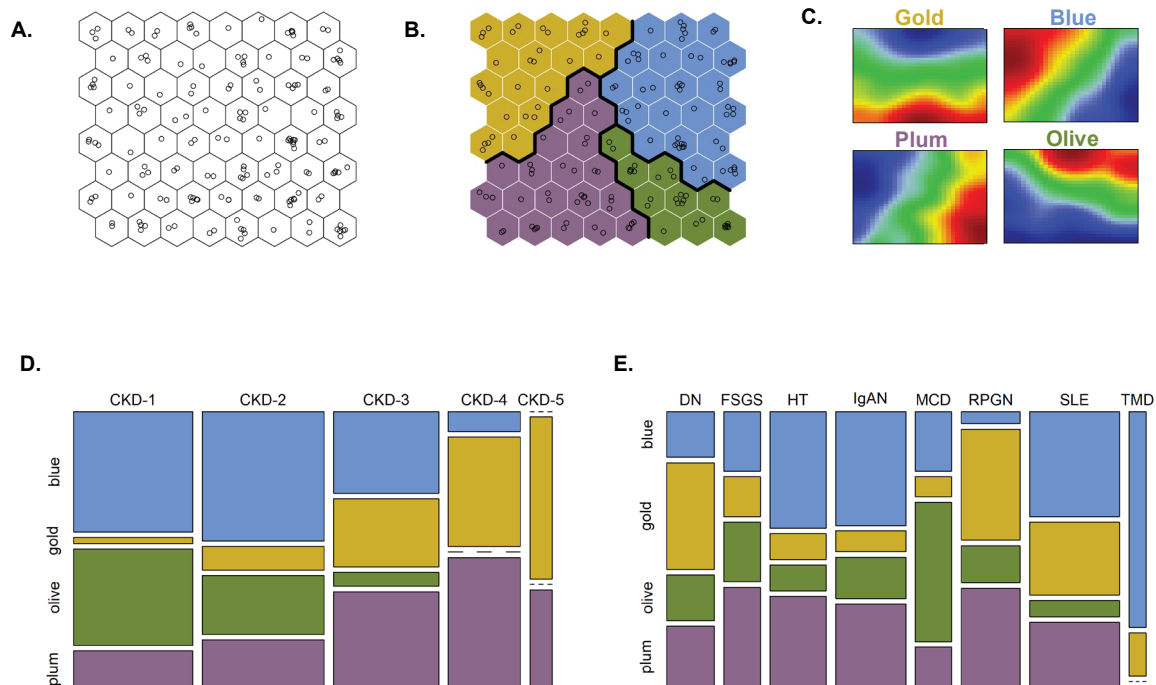 A.
B.
C.
Gold
Blue
Plum
Olive
D.
CKD-1 CKD-2 CKD-3 CKD-4 CKD-5
blue
gold
olive
plum
E.
DN FSGS HT IgAN MCD RPGN SLE TMD
blue
gold
olive
plum